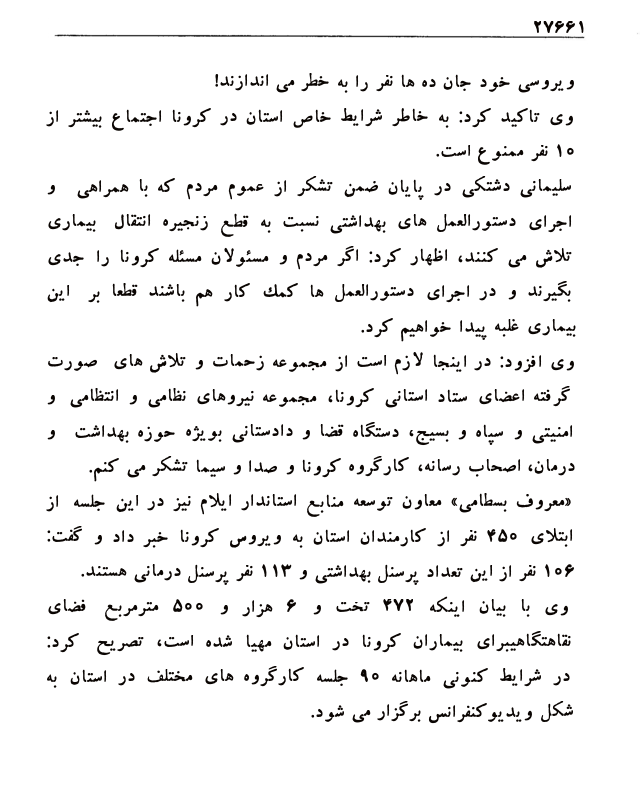 ۲۷۶۶۱
ویروسی خود جان ده ها نفر را به خطر می اندازند!
وی تاکید کرد: به خاطر شرایط خاص استان در کرونا اجتماع بیشتر از
۱۰ نفر ممنوع است.
سلیمانی دشتکی در پایان ضمن تشکر از عموم مردم که با همراهی و
اجرای دستورالعمل های بهداشتی نسبت به قطع زنجیره انتقال بیماری
تلاش می کنند، اظهار کرد: اگر مردم و مسئولان مسئله کرونا را جدی
بگیرند و در اجرای دستورالعمل ها کمك کار هم باشند قطعا بر این
بیماری غلبه پیدا خواهیم کرد.
وی افزود: در اینجا لازم است از مجموعه زحمات و تلاش های صورت
گرفته اعضای ستاد استانی کرونا، مجموعه نیروهای نظامی و انتظامی و
امنیتی و سپاه و بسیج، دستگاه قضا و دادستانی بویژه حوزه بهداشت و
درمان، اصحاب رسانه، کارگروه کرونا و صدا و سیما تشکر می کنم.
«معروف بسطامی» معاون توسعه منابع استاندار ایلام نیز در این جلسه از
ابتلای ۴۵۰ نفر از کارمندان استان به ویروس کرونا خبر داد و گفت:
۱۰۶ نفر از این تعداد پرسنل بهداشتی و ۱۱۳ نفر پرسنل درمانی هستند.
وی با بیان اینکه ۴۷۲ تخت و ۶ هزار و ۵۰۰ مترمربع فضای
نقاهتگاهیبرای بیماران کرونا در استان مهیا شده است، تصریح کرد:
در شرایط کنونی ماهانه ۹۰ جلسه کارگروه های مختلف در استان به
شکل ویدیوکنفرانس برگزار می شود.